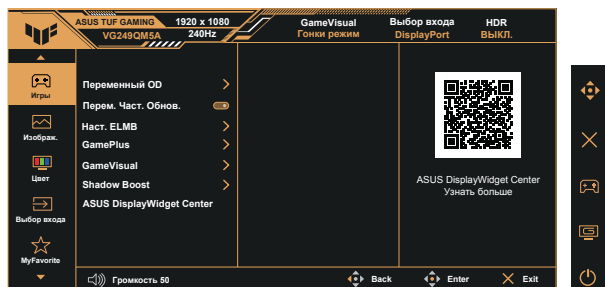 ASUS TUF GAMING 1920 x 1080
VG249QM5A 240Hz
GameVisual
Гонки режим
Выбор входа
DisplayPort
HDR
ВЫКЛ.
Игры
Изображ.
Цвет
Выбор входа
MyFavorite
Переменный OD
Перем. Част. Обнов.
Наст. ELMB
GamePlus
GameVisual
Shadow Boost
ASUS DisplayWidget Center
ASUS DisplayWidget Center
Узнать больше
Громкость 50
Back
Enter
Exit